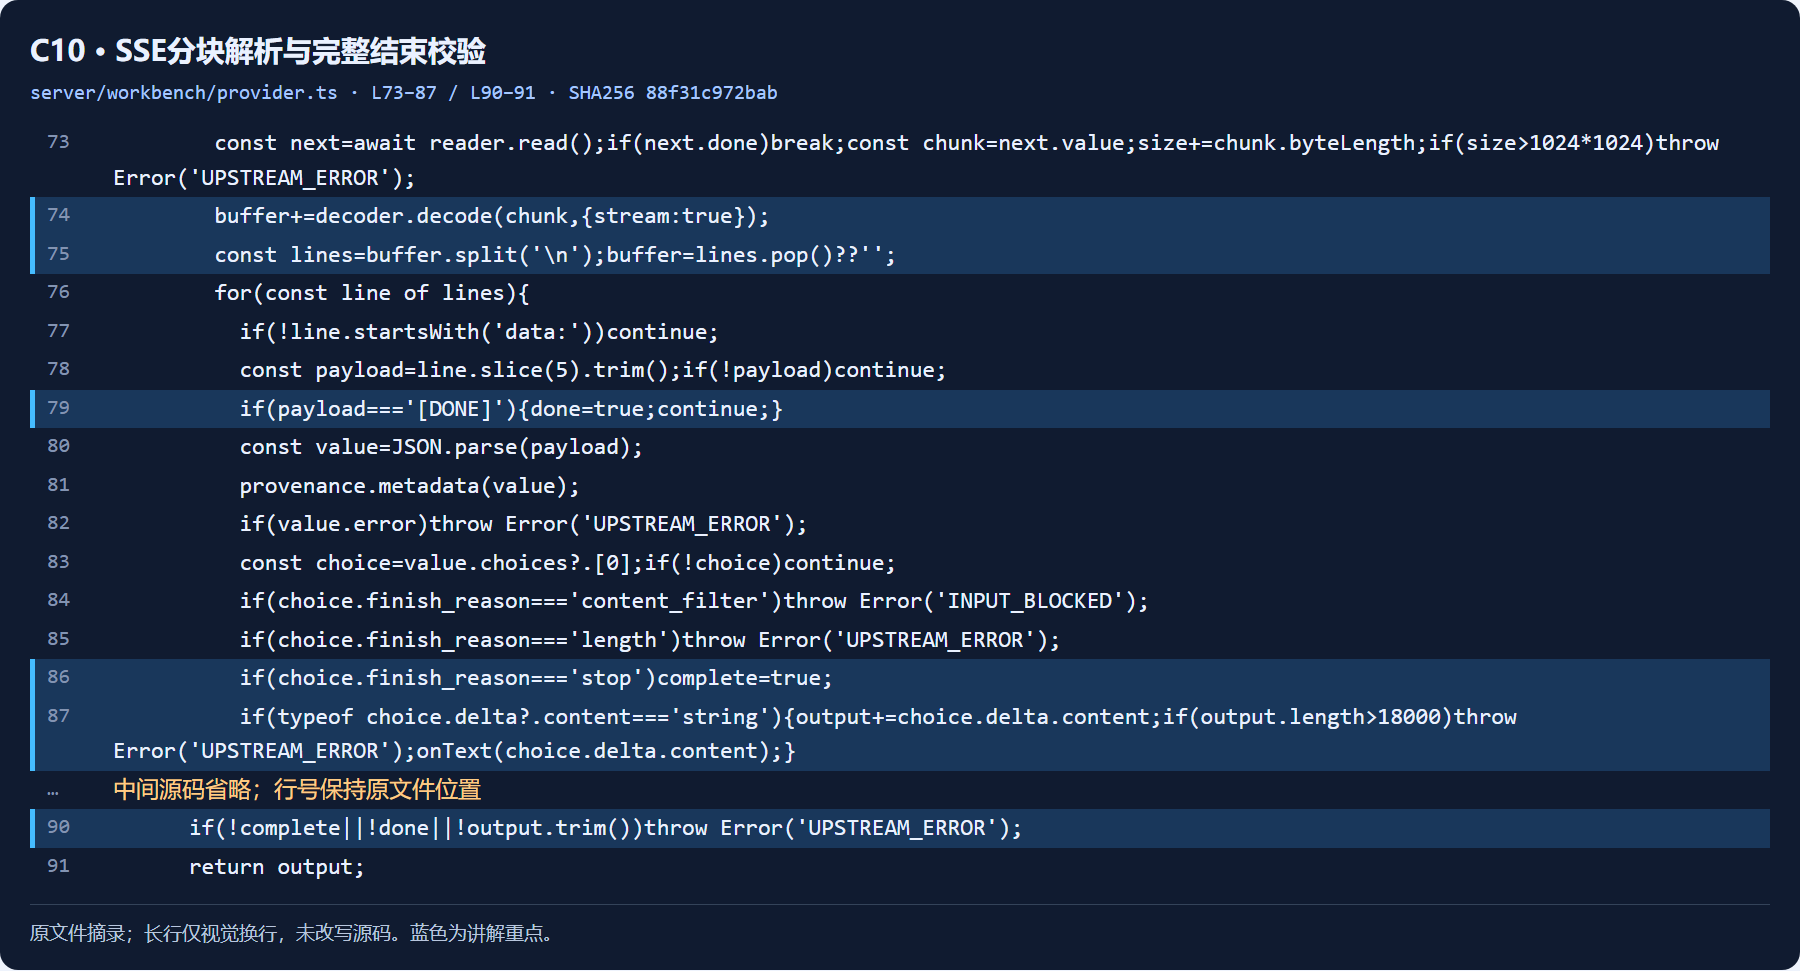 C10 • SSE分块解析与完整结束校验
server/workbench/provider.ts · L73–87 / L90–91 · SHA256 88f31c972bab
73 const next=await reader.read();if(next.done)break;const chunk=next.value;size+=chunk.byteLength;if(size>1024*1024)throw
Error('UPSTREAM_ERROR');
74 buffer+=decoder.decode(chunk,{stream:true});
75 const lines=buffer.split('\n');buffer=lines.pop()??'';
76 for(const line of lines){
77 if(!line.startsWith('data:'))continue;
78 const payload=line.slice(5).trim();if(!payload)continue;
79 if(payload==='[DONE]'){done=true;continue;}
80 const value=JSON.parse(payload);
81 provenance.metadata(value);
82 if(value.error)throw Error('UPSTREAM_ERROR');
83 const choice=value.choices?.[0];if(!choice)continue;
84 if(choice.finish_reason==='content_filter')throw Error('INPUT_BLOCKED');
85 if(choice.finish_reason==='length')throw Error('UPSTREAM_ERROR');
86 if(choice.finish_reason==='stop')complete=true;
87 if(typeof choice.delta?.content==='string'){output+=choice.delta.content;if(output.length>18000)throw
Error('UPSTREAM_ERROR');onText(choice.delta.content);}
… 中间源码省略；行号保持原文件位置
90 if(!complete||!done||!output.trim())throw Error('UPSTREAM_ERROR');
91 return output;
原文件摘录；长行仅视觉换行，未改写源码。蓝色为讲解重点。